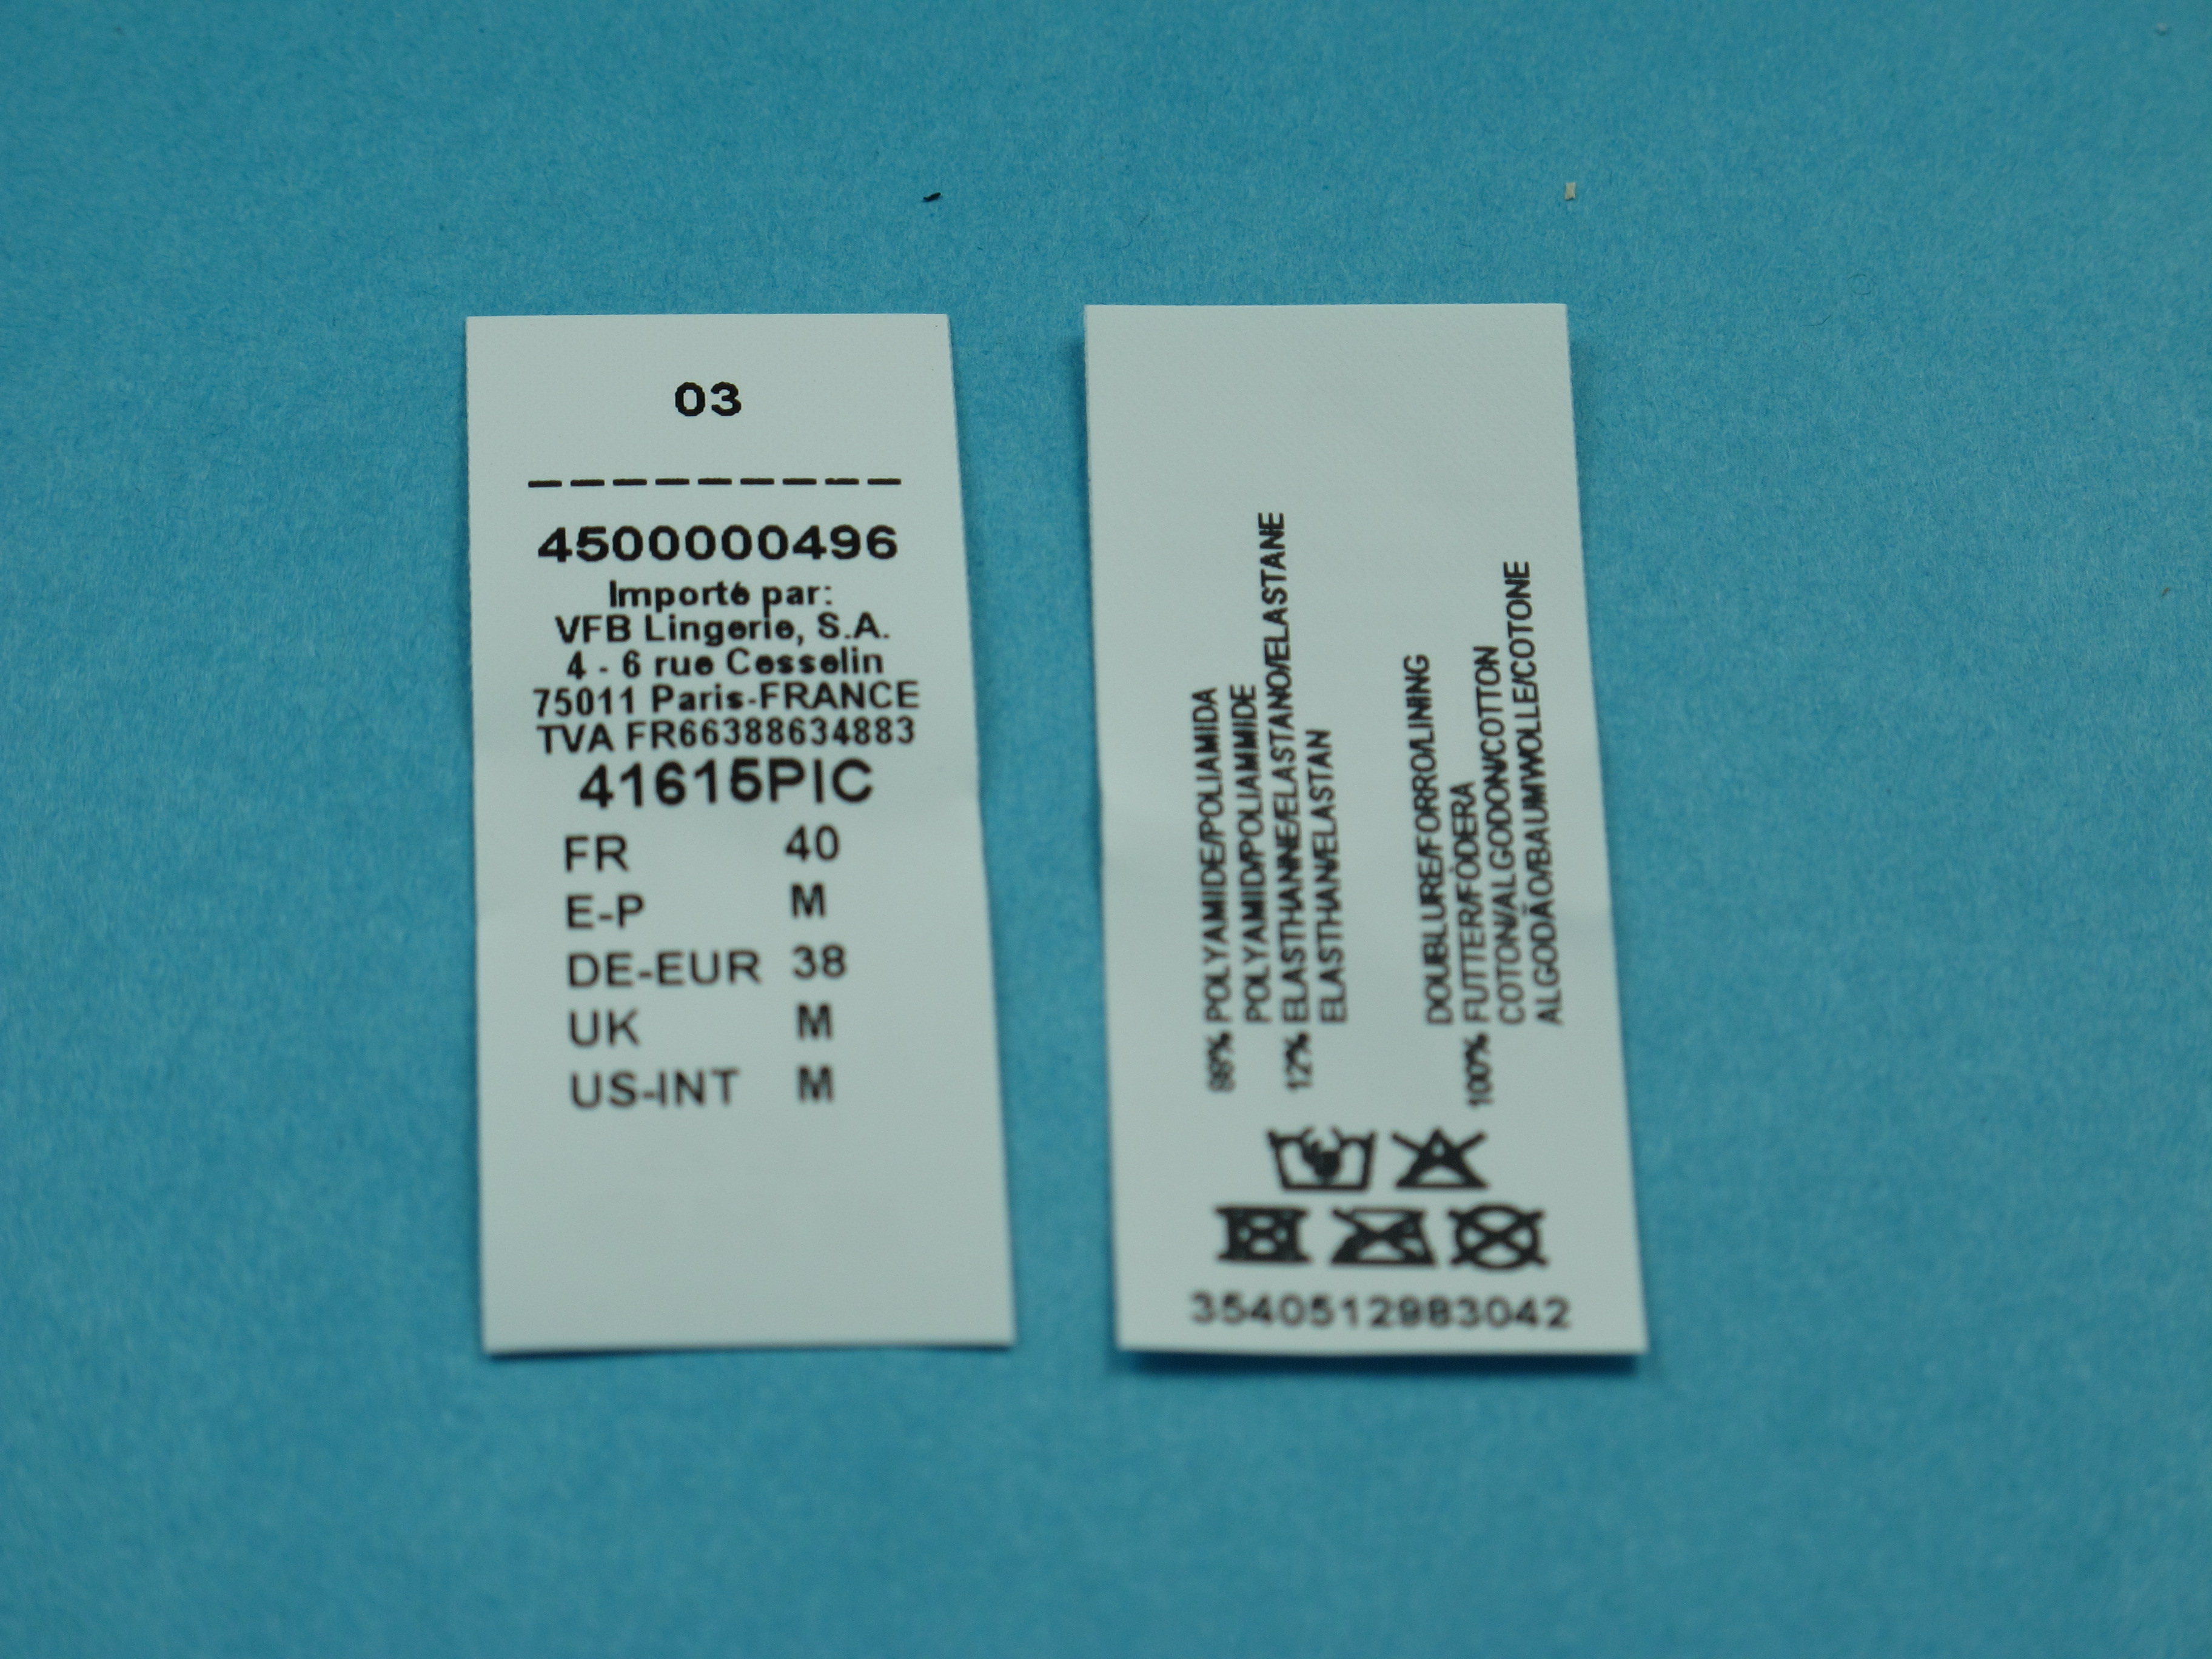 03
---------
4500000496
Importé par:
VFB Lingerie, S.A.
4 - 6 rue Cesselin
75011 Paris-FRANCE
TVA FR66388634883
41615PIC
FR 40
E-P M
DE-EUR 38
UK M
US-INT M
POLYAMIDE/POLIAMIDA
POLYAMID/POLIAMMIDE
12% ELASTHANNE/ELASTANO/ELASTANE
ELASTHAN/ELASTAN
DOUBLURE/FORRO/LINING
100% FUTTER/FÒDERA
COTON/ALGODON/COTTON
ALGODÃO/BAUMWOLLE/COTONE
3540512983042